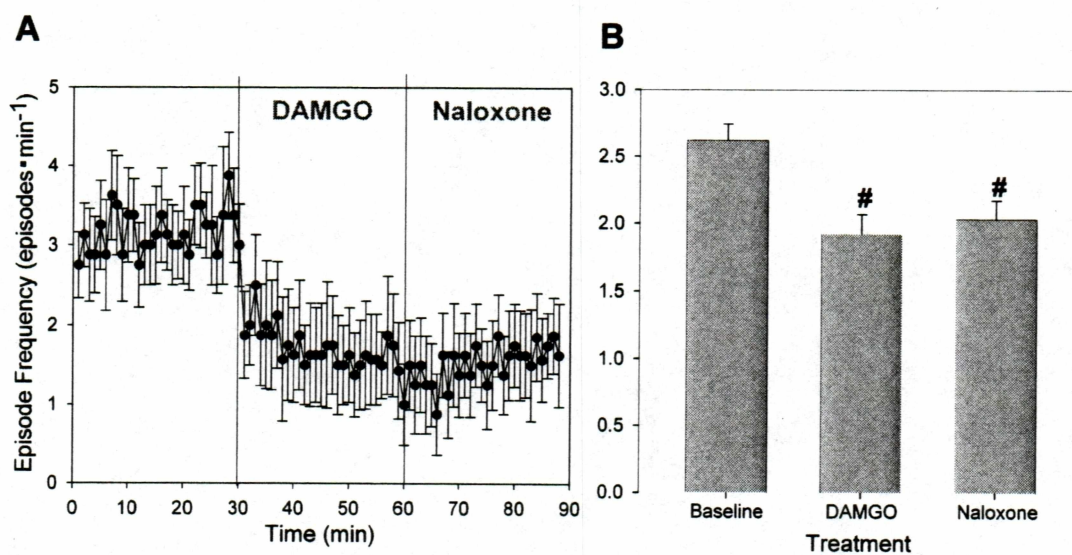 A
B
Episode Frequency (episodes▪min⁻¹)
5
4
3
2
1
0
DAMGO
Naloxone
0 10 20 30 40 50 60 70 80 90
Time (min)
3.0
2.5
2.0
1.5
1.0
0.5
0.0
#
#
Baseline DAMGO Naloxone
Treatment